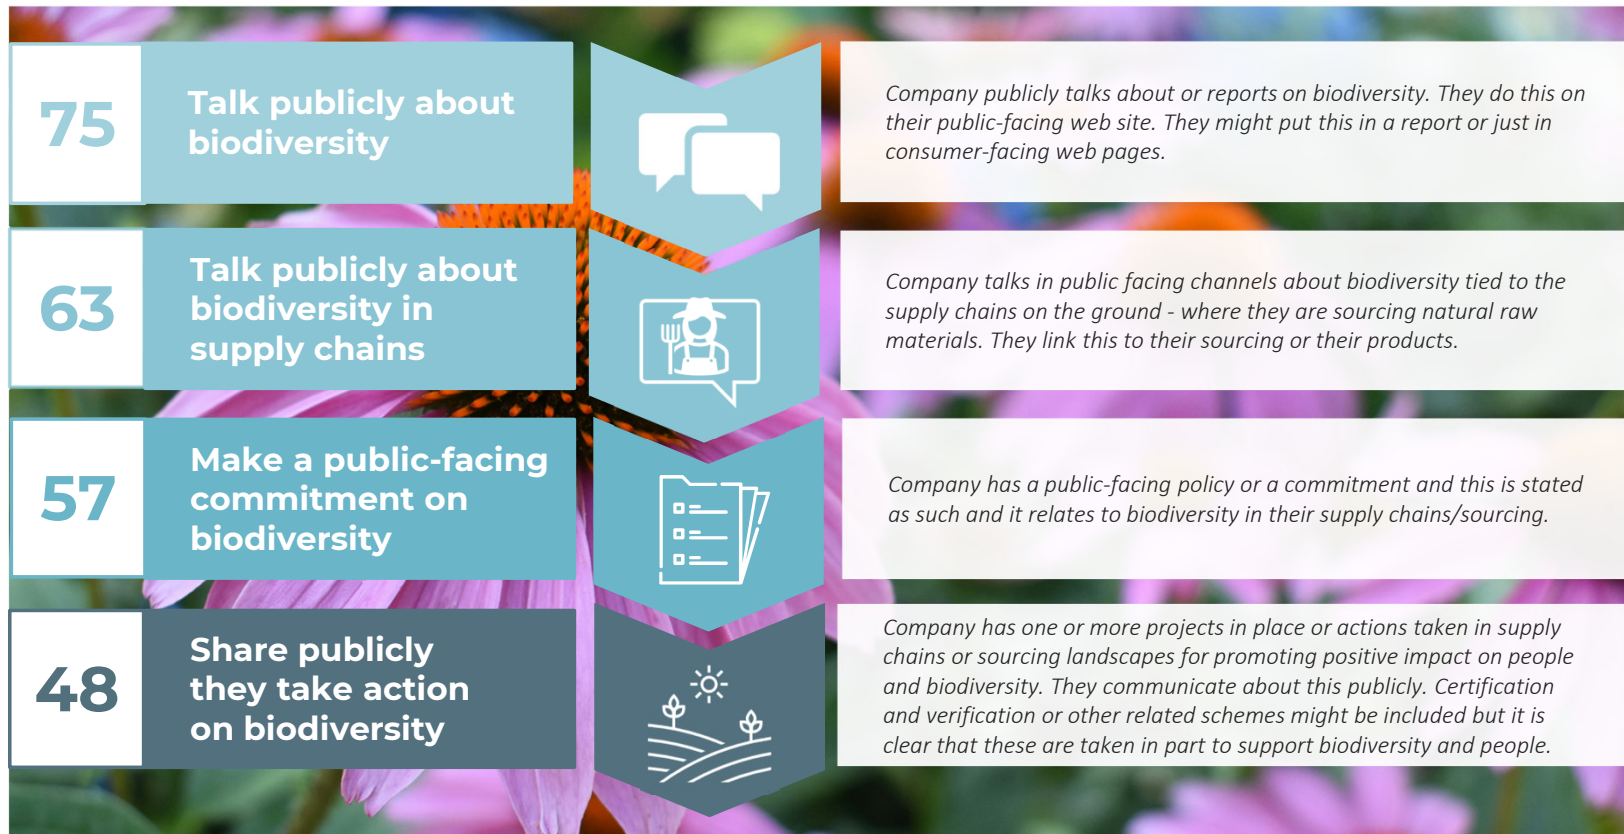 75
Talk publicly about
biodiversity
Company publicly talks about or reports on biodiversity. They do this on
their public-facing web site. They might put this in a report or just in
consumer-facing web pages.
63
Talk publicly about
biodiversity in
supply chains
Company talks in public facing channels about biodiversity tied to the
supply chains on the ground - where they are sourcing natural raw
materials. They link this to their sourcing or their products.
57
Make a public-facing
commitment on
biodiversity
Company has a public-facing policy or a commitment and this is stated
as such and it relates to biodiversity in their supply chains/sourcing.
48
Share publicly
they take action
on biodiversity
Company has one or more projects in place or actions taken in supply
chains or sourcing landscapes for promoting positive impact on people
and biodiversity. They communicate about this publicly. Certification
and verification or other related schemes might be included but it is
clear that these are taken in part to support biodiversity and people.